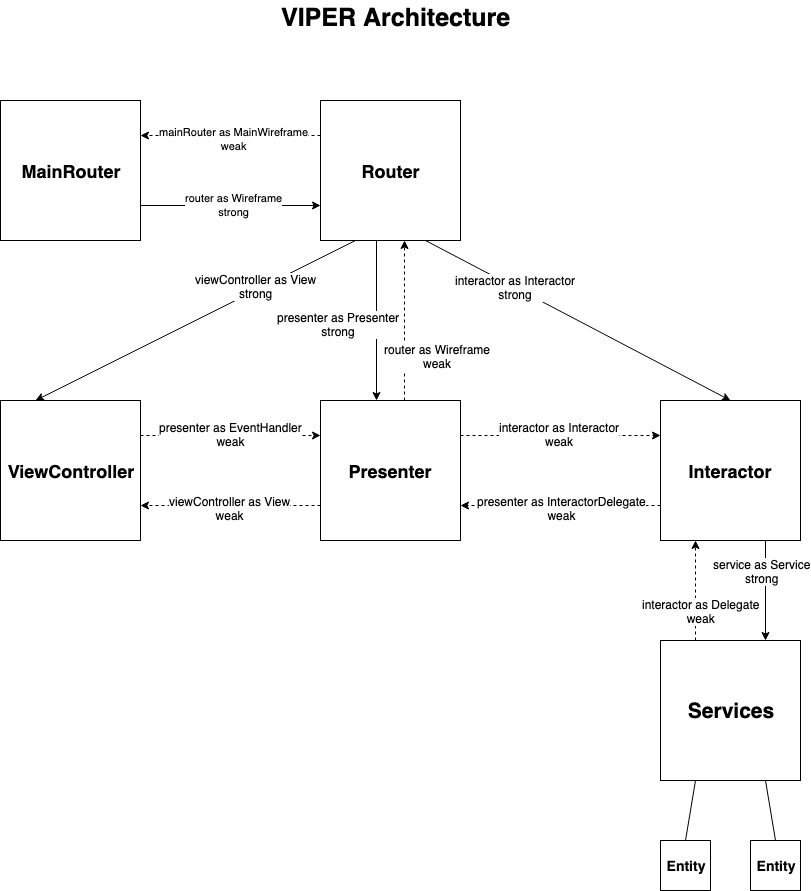 VIPER Architecture
mainRouter as MainWireframe
weak
MainRouter
Router
router as Wireframe
strong
viewController as View
strong
interactor as Interactor
strong
presenter as Presenter
strong
router as Wireframe
weak
presenter as EventHandler
weak
interactor as Interactor
weak
ViewController
Presenter
Interactor
viewController as View
weak
presenter as InteractorDelegate
weak
service as Service
strong
interactor as Delegate
weak
Services
Entity
Entity